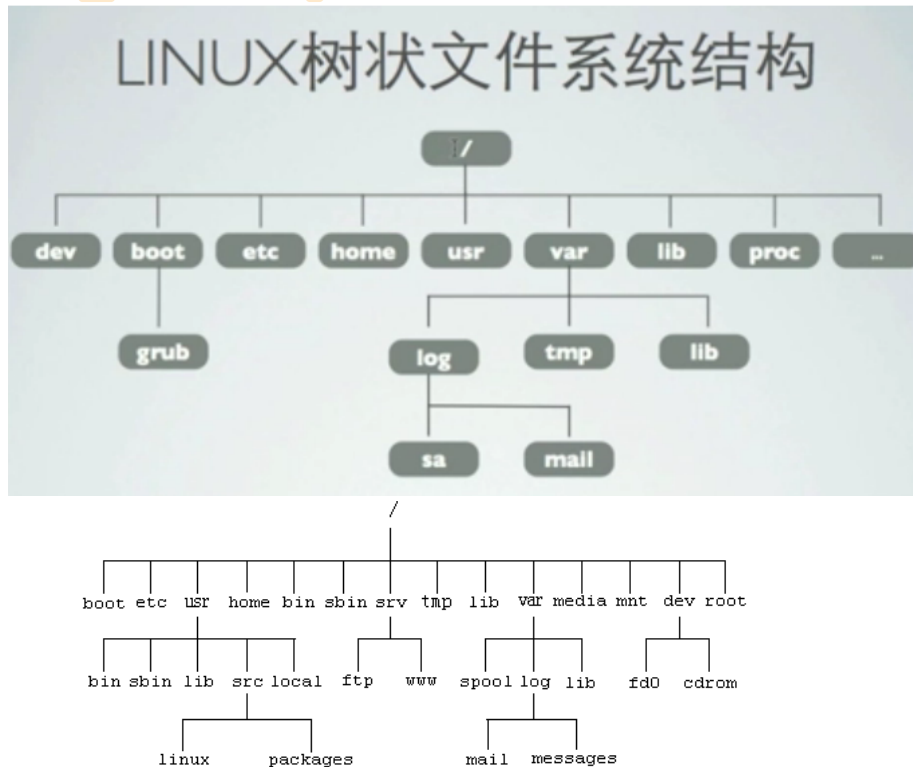 LINUX树状文件系统结构
/
dev boot etc home usr var lib proc ...
grub log tmp lib
sa mail
/
boot etc usr home bin sbin srv tmp lib var media mnt dev root
bin sbin lib src local ftp www spool log lib fd0 cdrom
linux packages mail messages